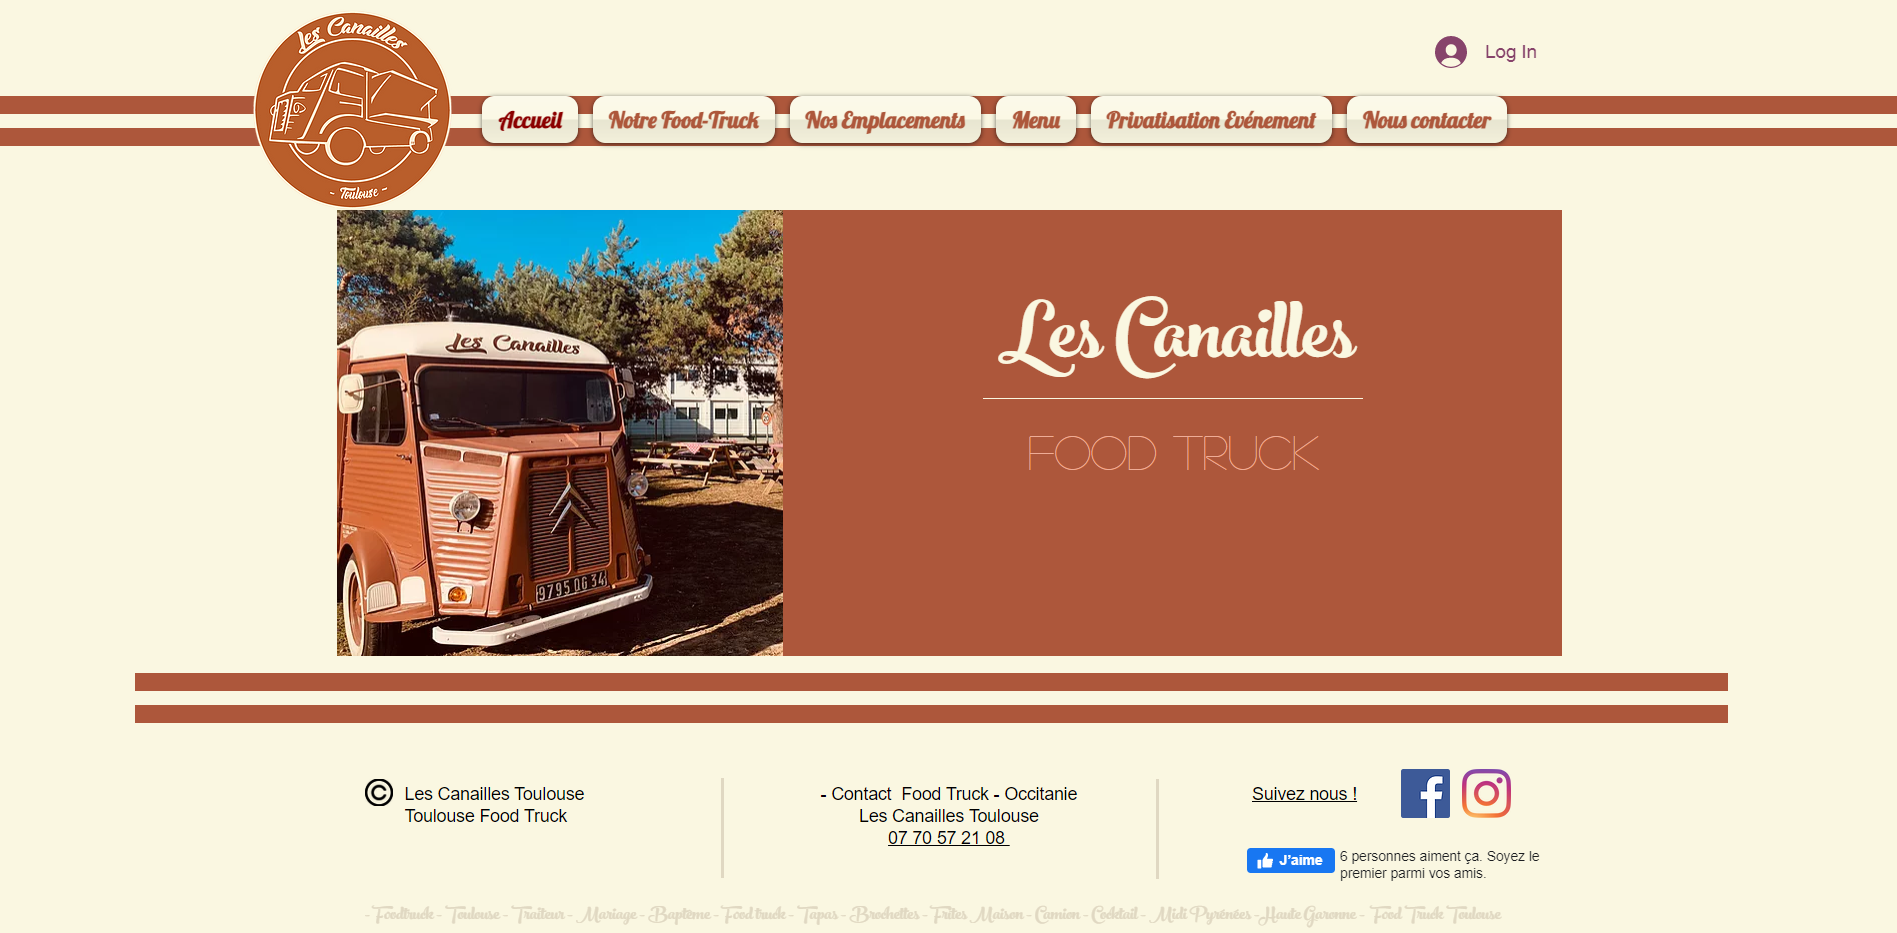 Les Canailles
- Toulouse -
Log In
Accueil
Notre Food-Truck
Nos Emplacements
Menu
Privatisation Evénement
Nous contacter
Les Canailles
9795 QG 34
Les Canailles
FOOD TRUCK
© Les Canailles Toulouse
Toulouse Food Truck
- Contact  Food Truck - Occitanie
Les Canailles Toulouse
07 70 57 21 08
Suivez nous !
J'aime
6 personnes aiment ça. Soyez le
premier parmi vos amis.
- Foodtruck - Toulouse - Traiteur - Mariage - Baptème - Food truck - Tapas - Brochettes - Frites Maison - Camion - Cocktail - Midi Pyrénées -Haute Garonne - Food Truck Toulouse